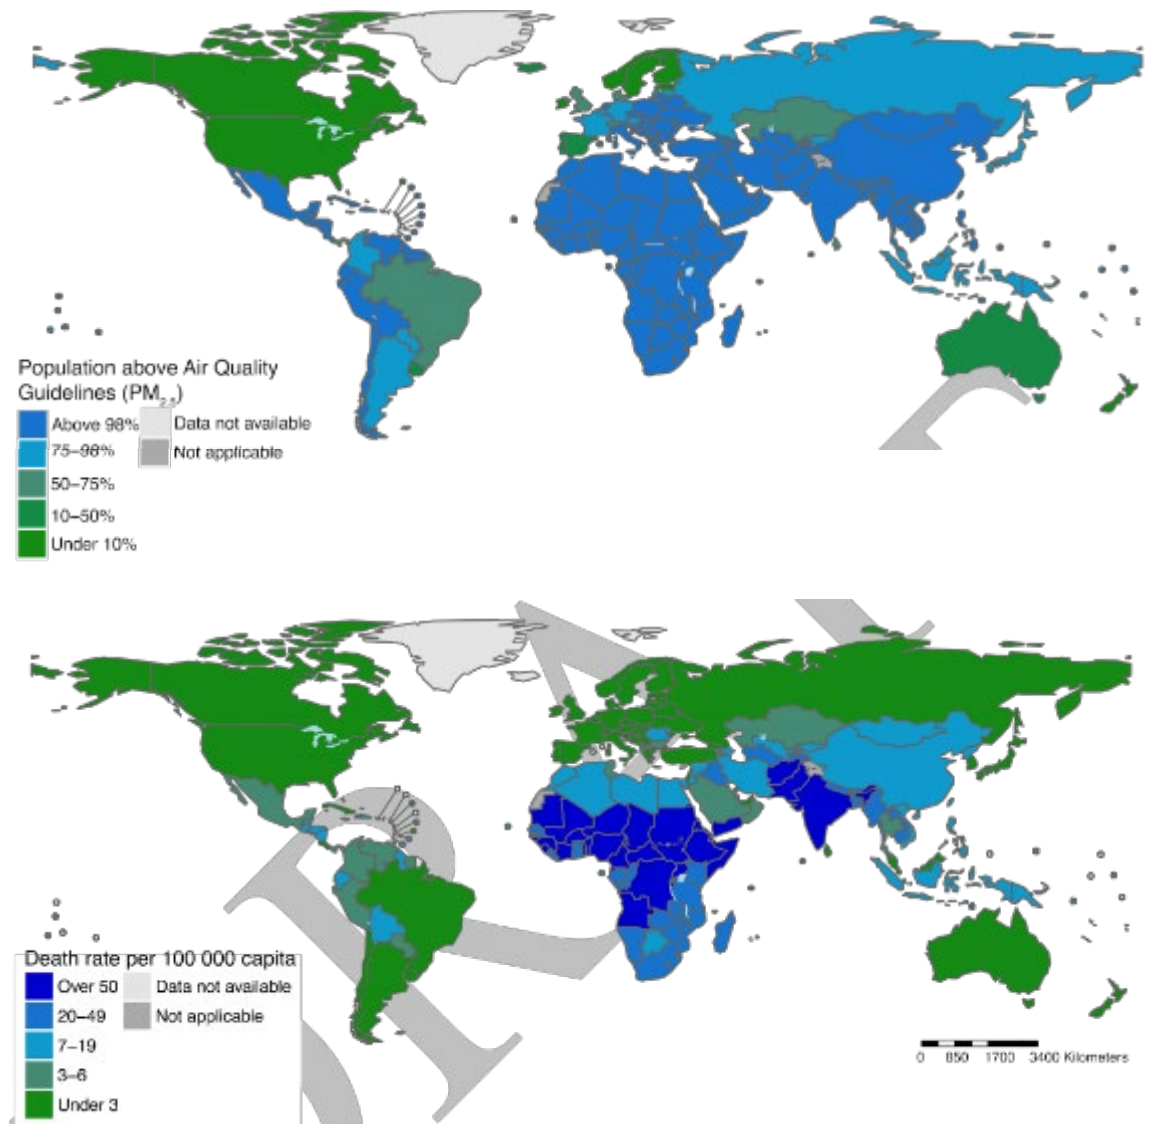 Population above Air Quality
Guidelines (PM2.5)
Above 98%
Data not available
75–98%
Not applicable
50–75%
10–50%
Under 10%
Death rate per 100 000 capita
Over 50
Data not available
20–49
Not applicable
7–19
3–6
Under 3
0 850 1700 3400 Kilometers